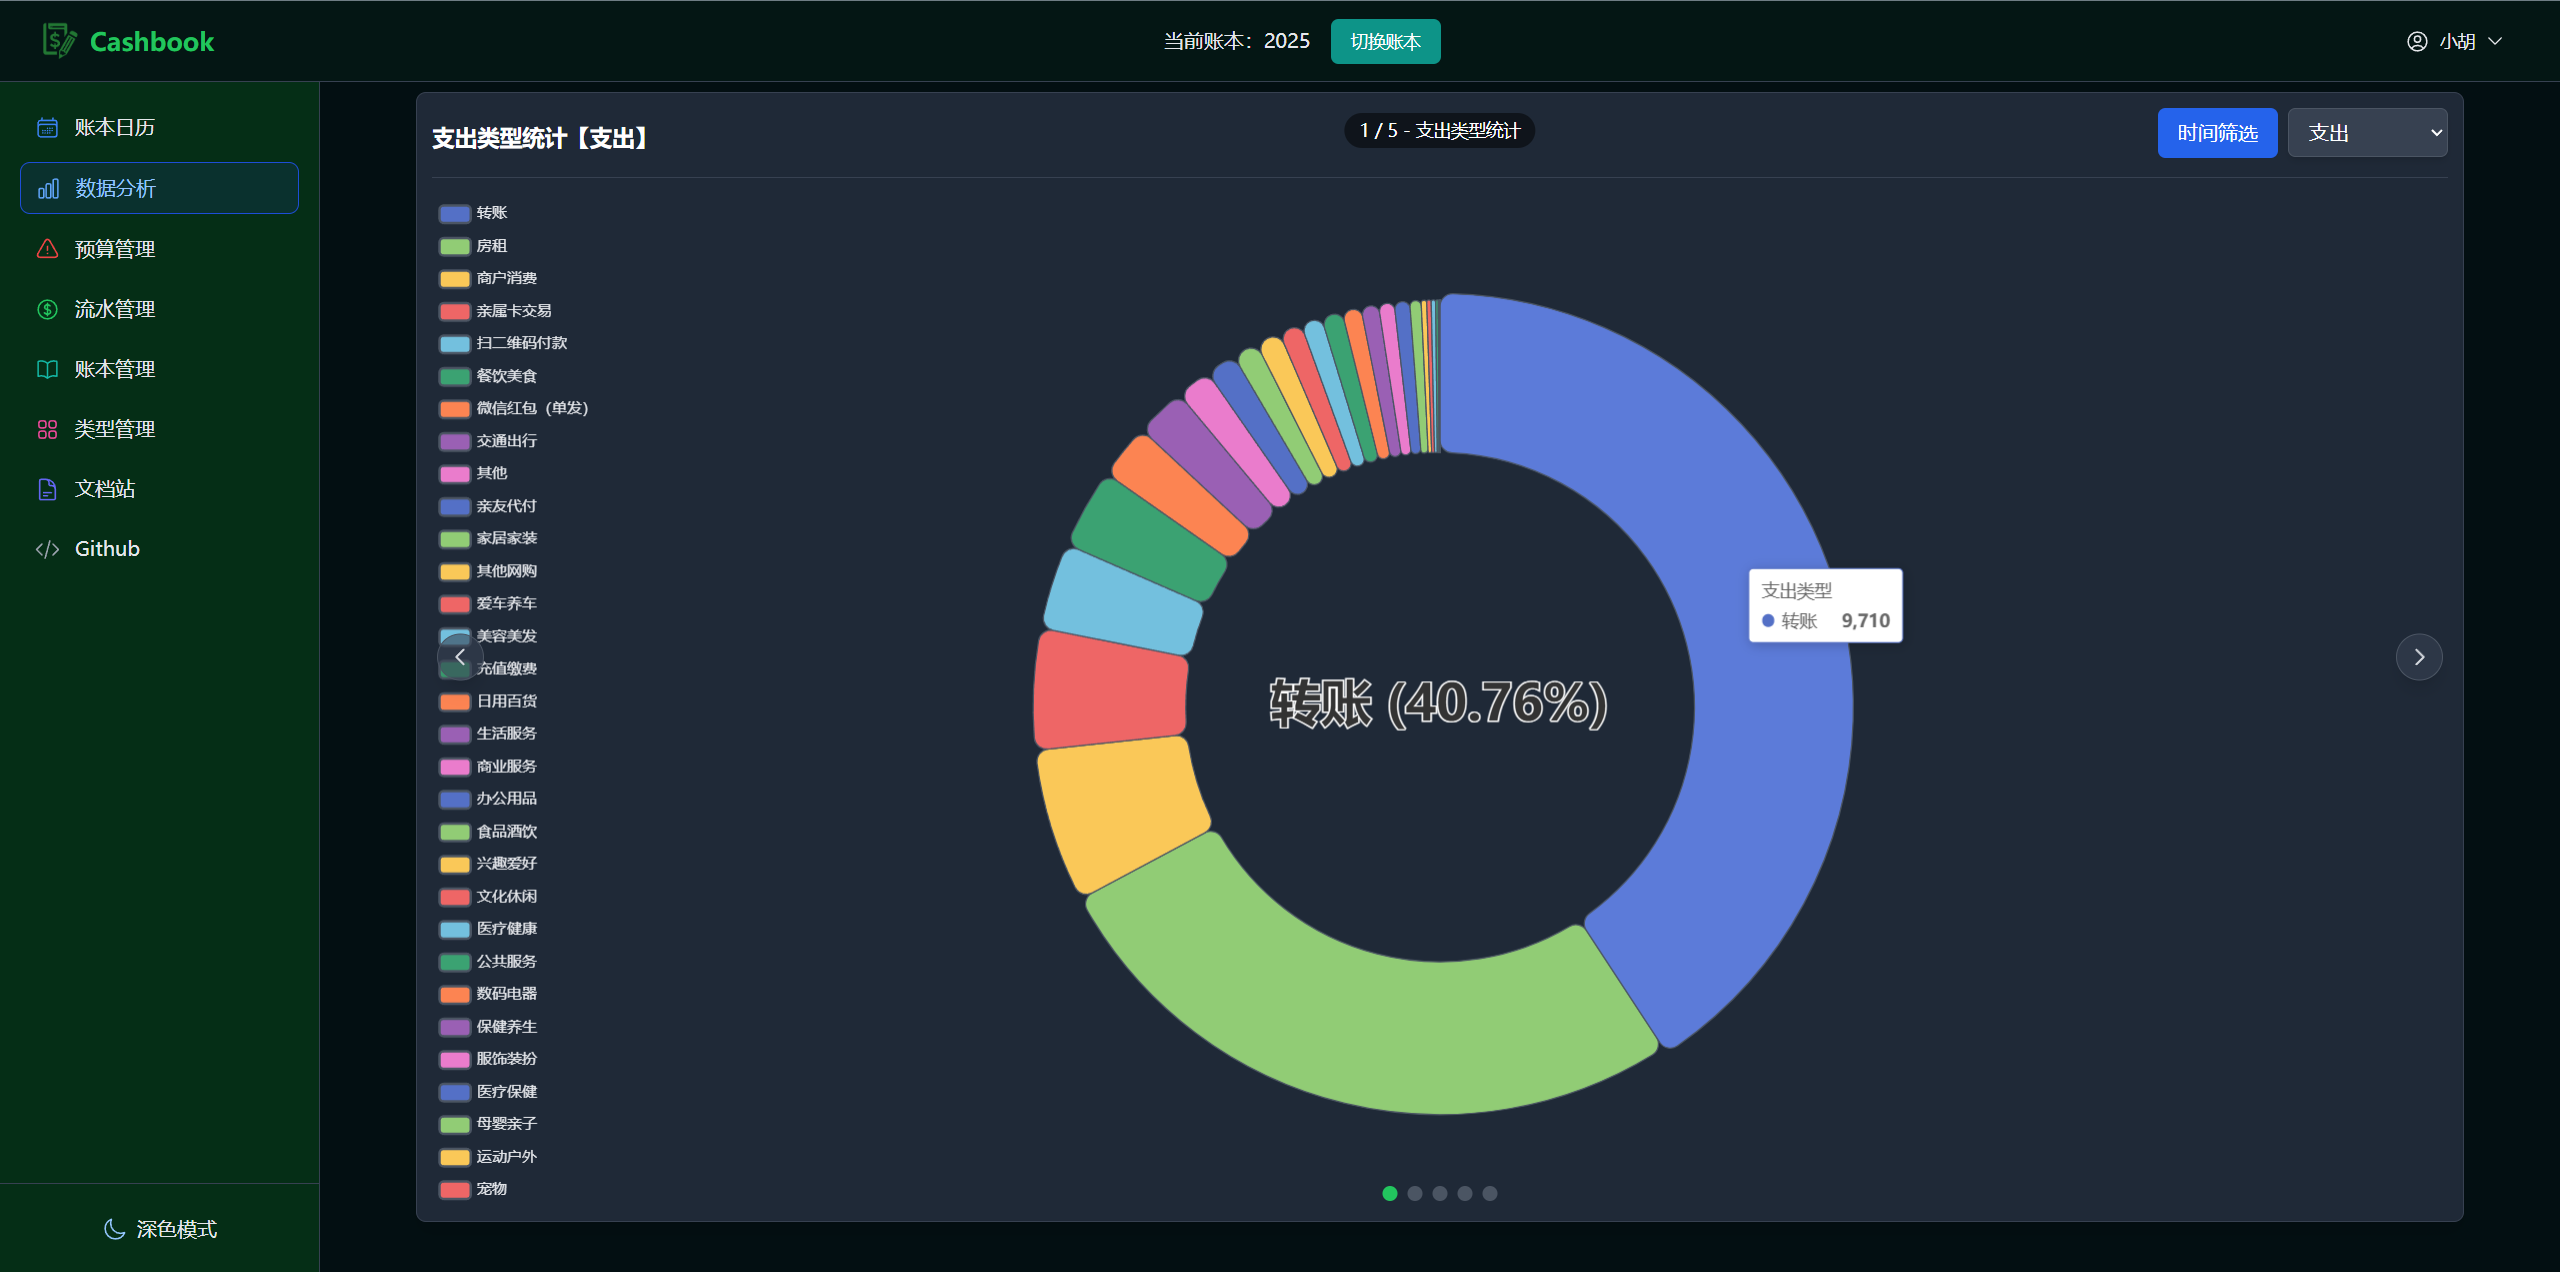 Cashbook
当前账本：2025
切换账本
小胡
账本日历
数据分析
预算管理
流水管理
账本管理
类型管理
文档站
Github
深色模式
支出类型统计【支出】
1 / 5 - 支出类型统计
时间筛选
支出
转账
房租
商户消费
亲属卡交易
扫二维码付款
餐饮美食
微信红包（单发）
交通出行
其他
亲友代付
家居家装
其他网购
爱车养车
美容美发
充值缴费
日用百货
生活服务
商业服务
办公用品
食品酒饮
兴趣爱好
文化休闲
医疗健康
公共服务
数码电器
保健养生
服饰装扮
医疗保健
母婴亲子
运动户外
宠物
支出类型
转账 9,710
转账 (40.76%)